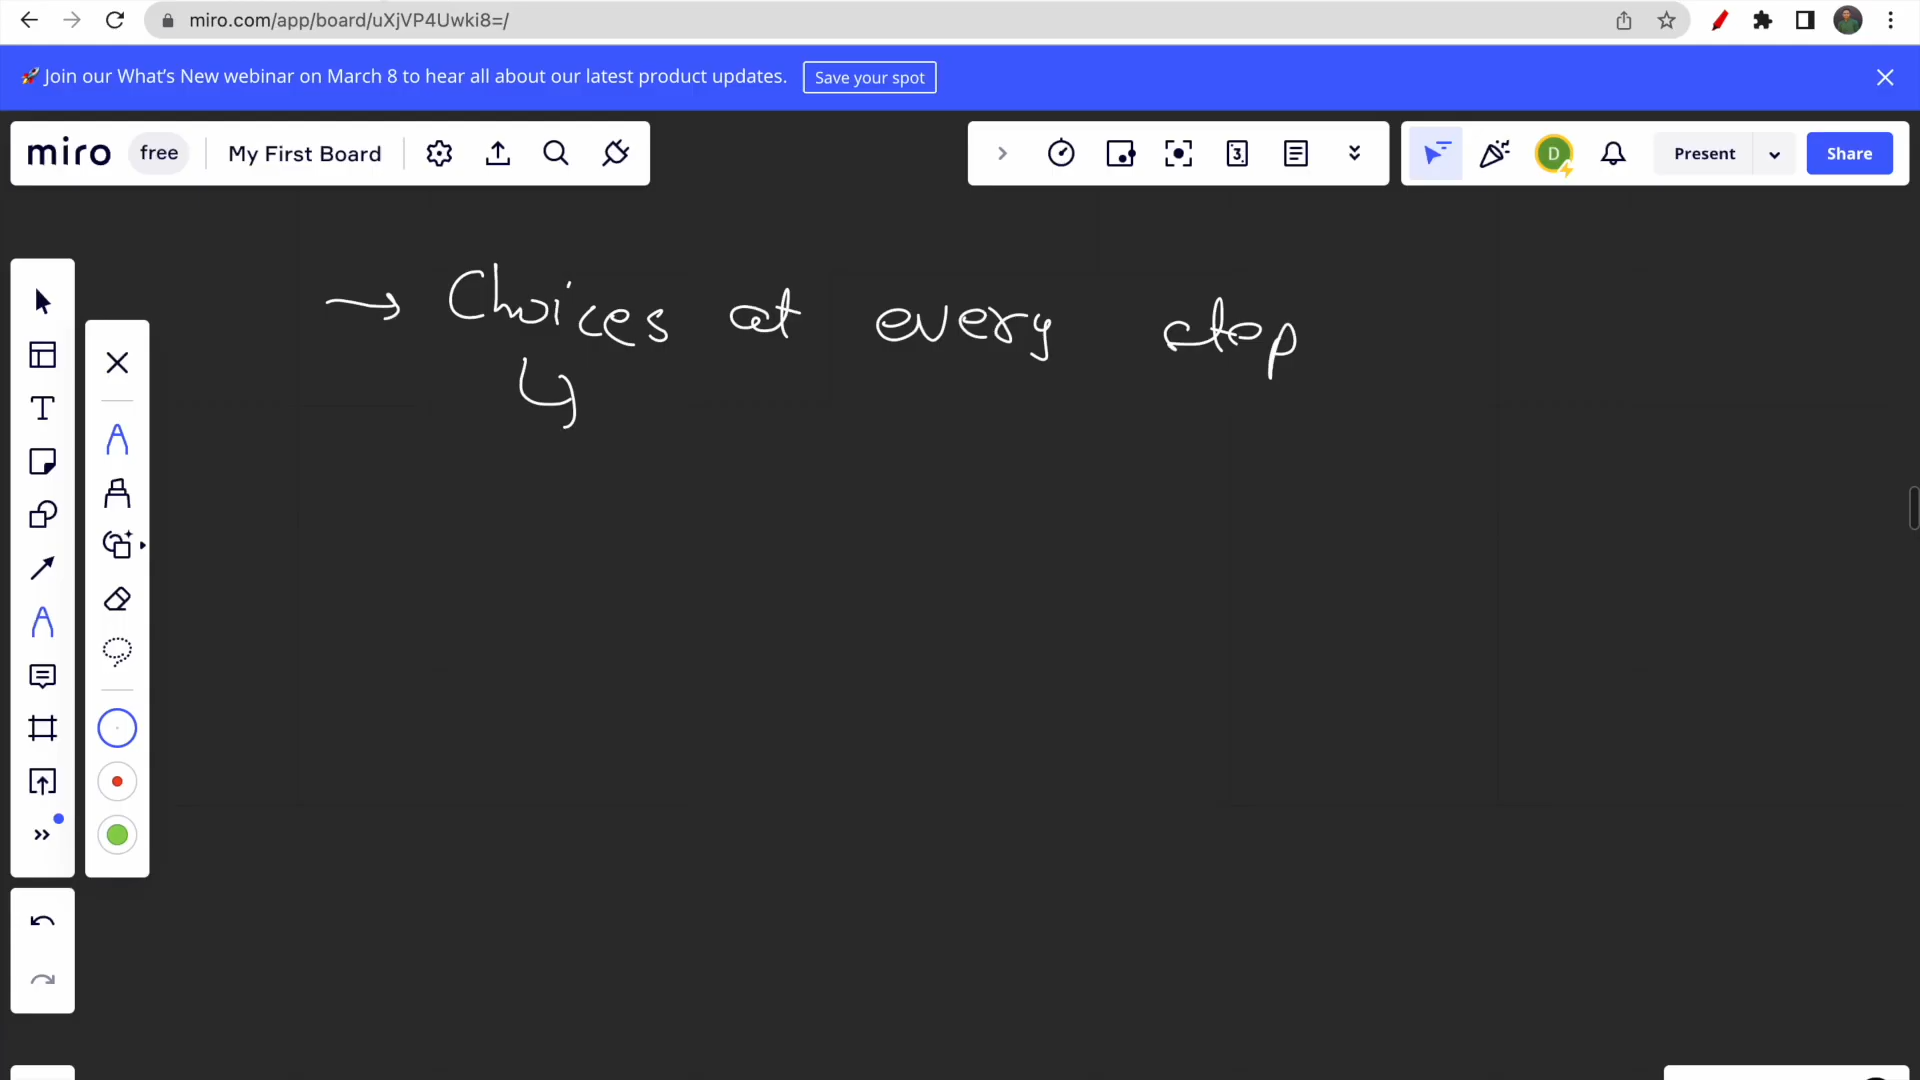 miro.com/app/board/uXjVP4Uwki8=/
🚀 Join our What's New webinar on March 8 to hear all about our latest product updates. Save your spot
miro free My First Board 3 D Present Share
→ Choices at every step
↳